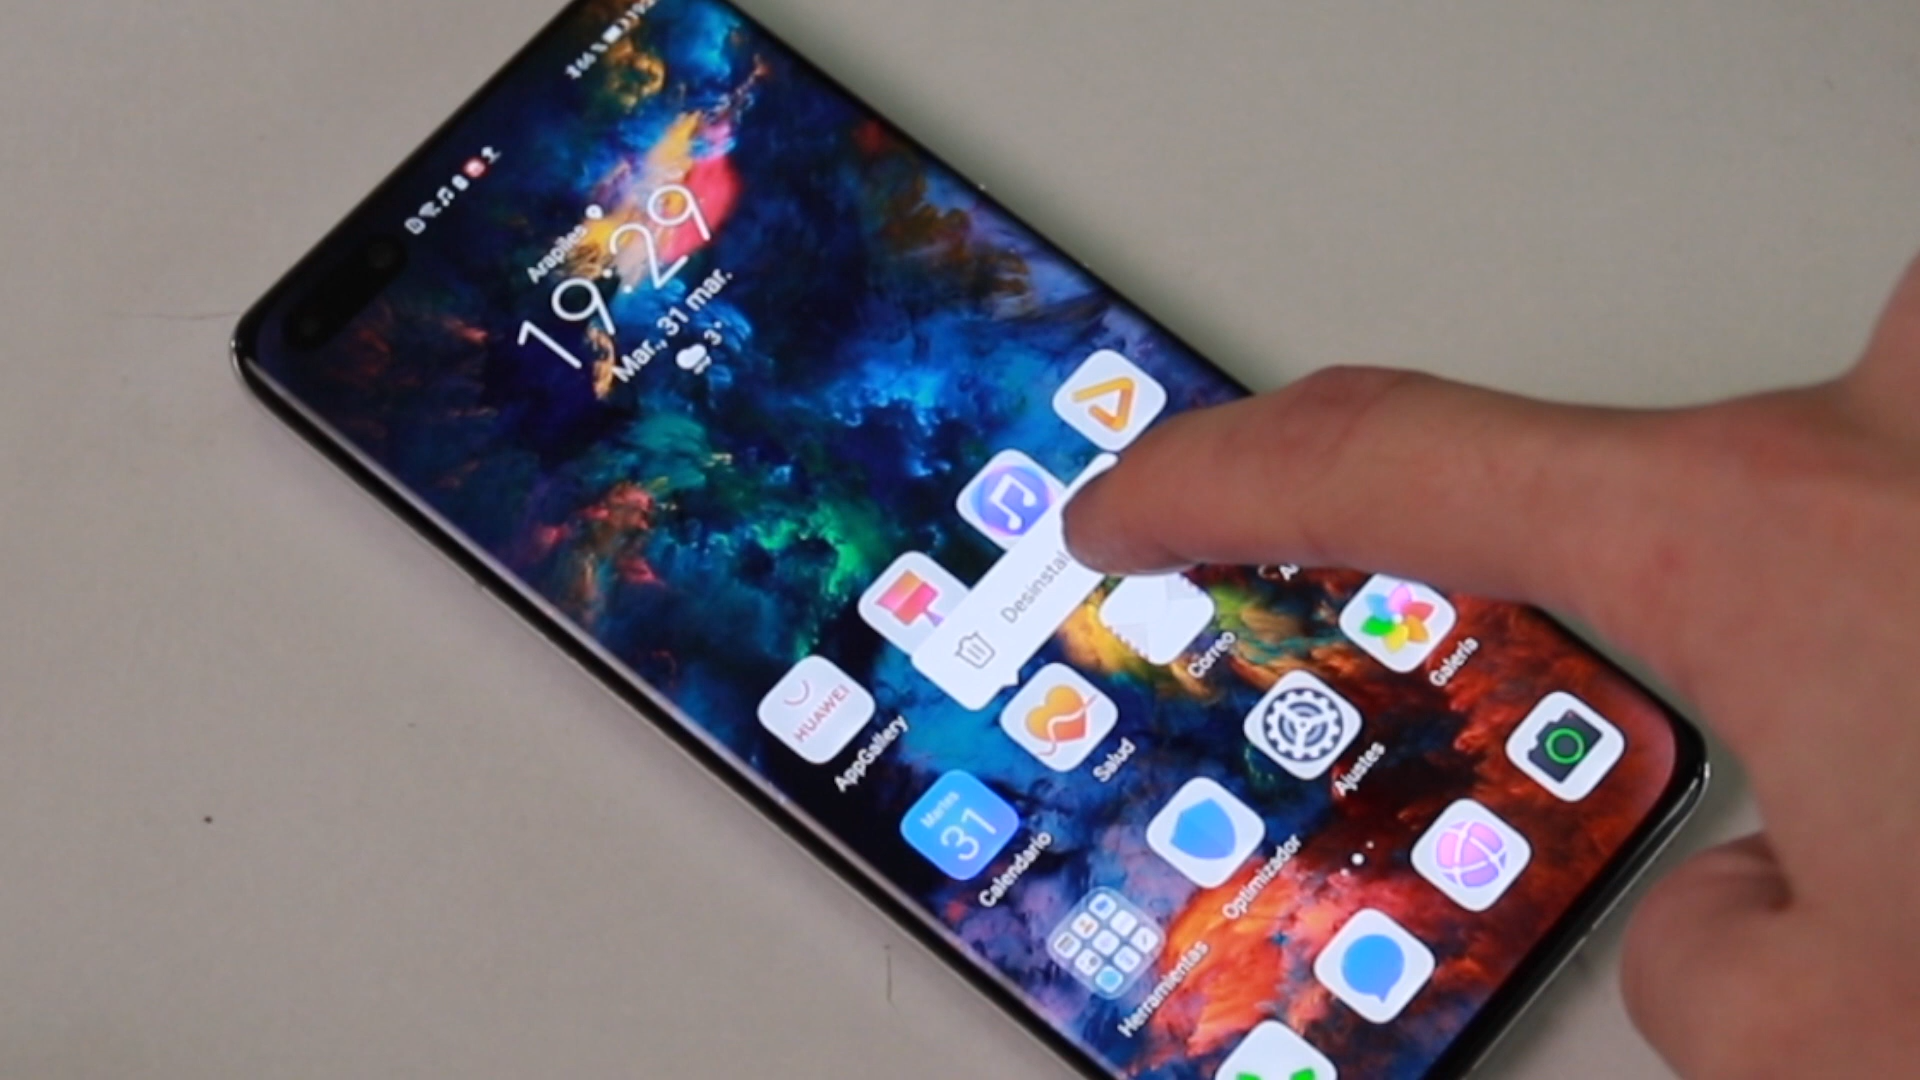 Arapiles
19:29
Mar., 31 mar.
3°
Desinstal
HUAWEI
AppGallery
Salud
Correo
Galería
Martes
31
Calendario
Optimizador
Ajustes
Herramientas